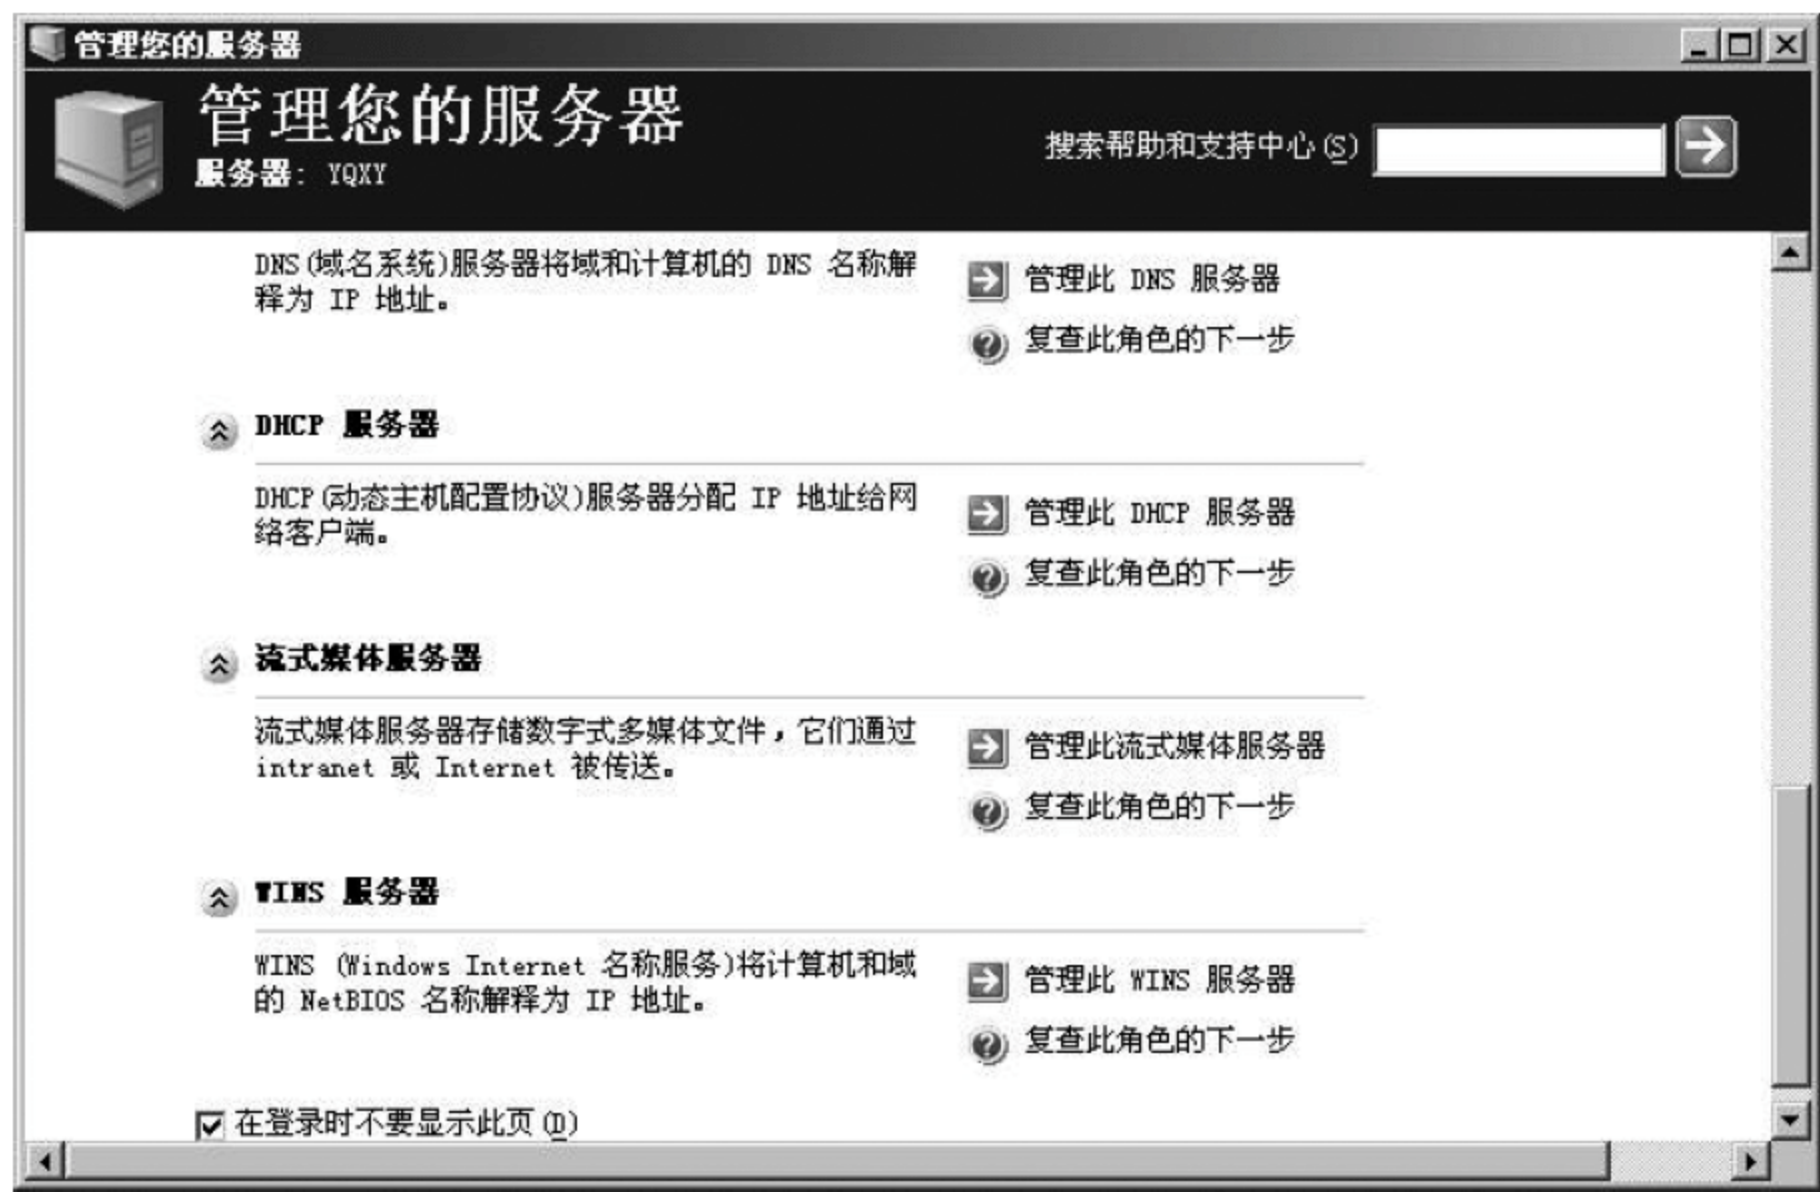 管理您的服务器
管理您的服务器
服务器: YQXY
搜索帮助和支持中心(S)
DNS(域名系统)服务器将域和计算机的 DNS 名称解
释为 IP 地址。
管理此 DNS 服务器
复查此角色的下一步
DHCP 服务器
DHCP(动态主机配置协议)服务器分配 IP 地址给网
络客户端。
管理此 DHCP 服务器
复查此角色的下一步
流式媒体服务器
流式媒体服务器存储数字式多媒体文件，它们通过
intranet 或 Internet 被传送。
管理此流式媒体服务器
复查此角色的下一步
WINS 服务器
WINS (Windows Internet 名称服务)将计算机和域
的 NetBIOS 名称解释为 IP 地址。
管理此 WINS 服务器
复查此角色的下一步
在登录时不要显示此页(D)